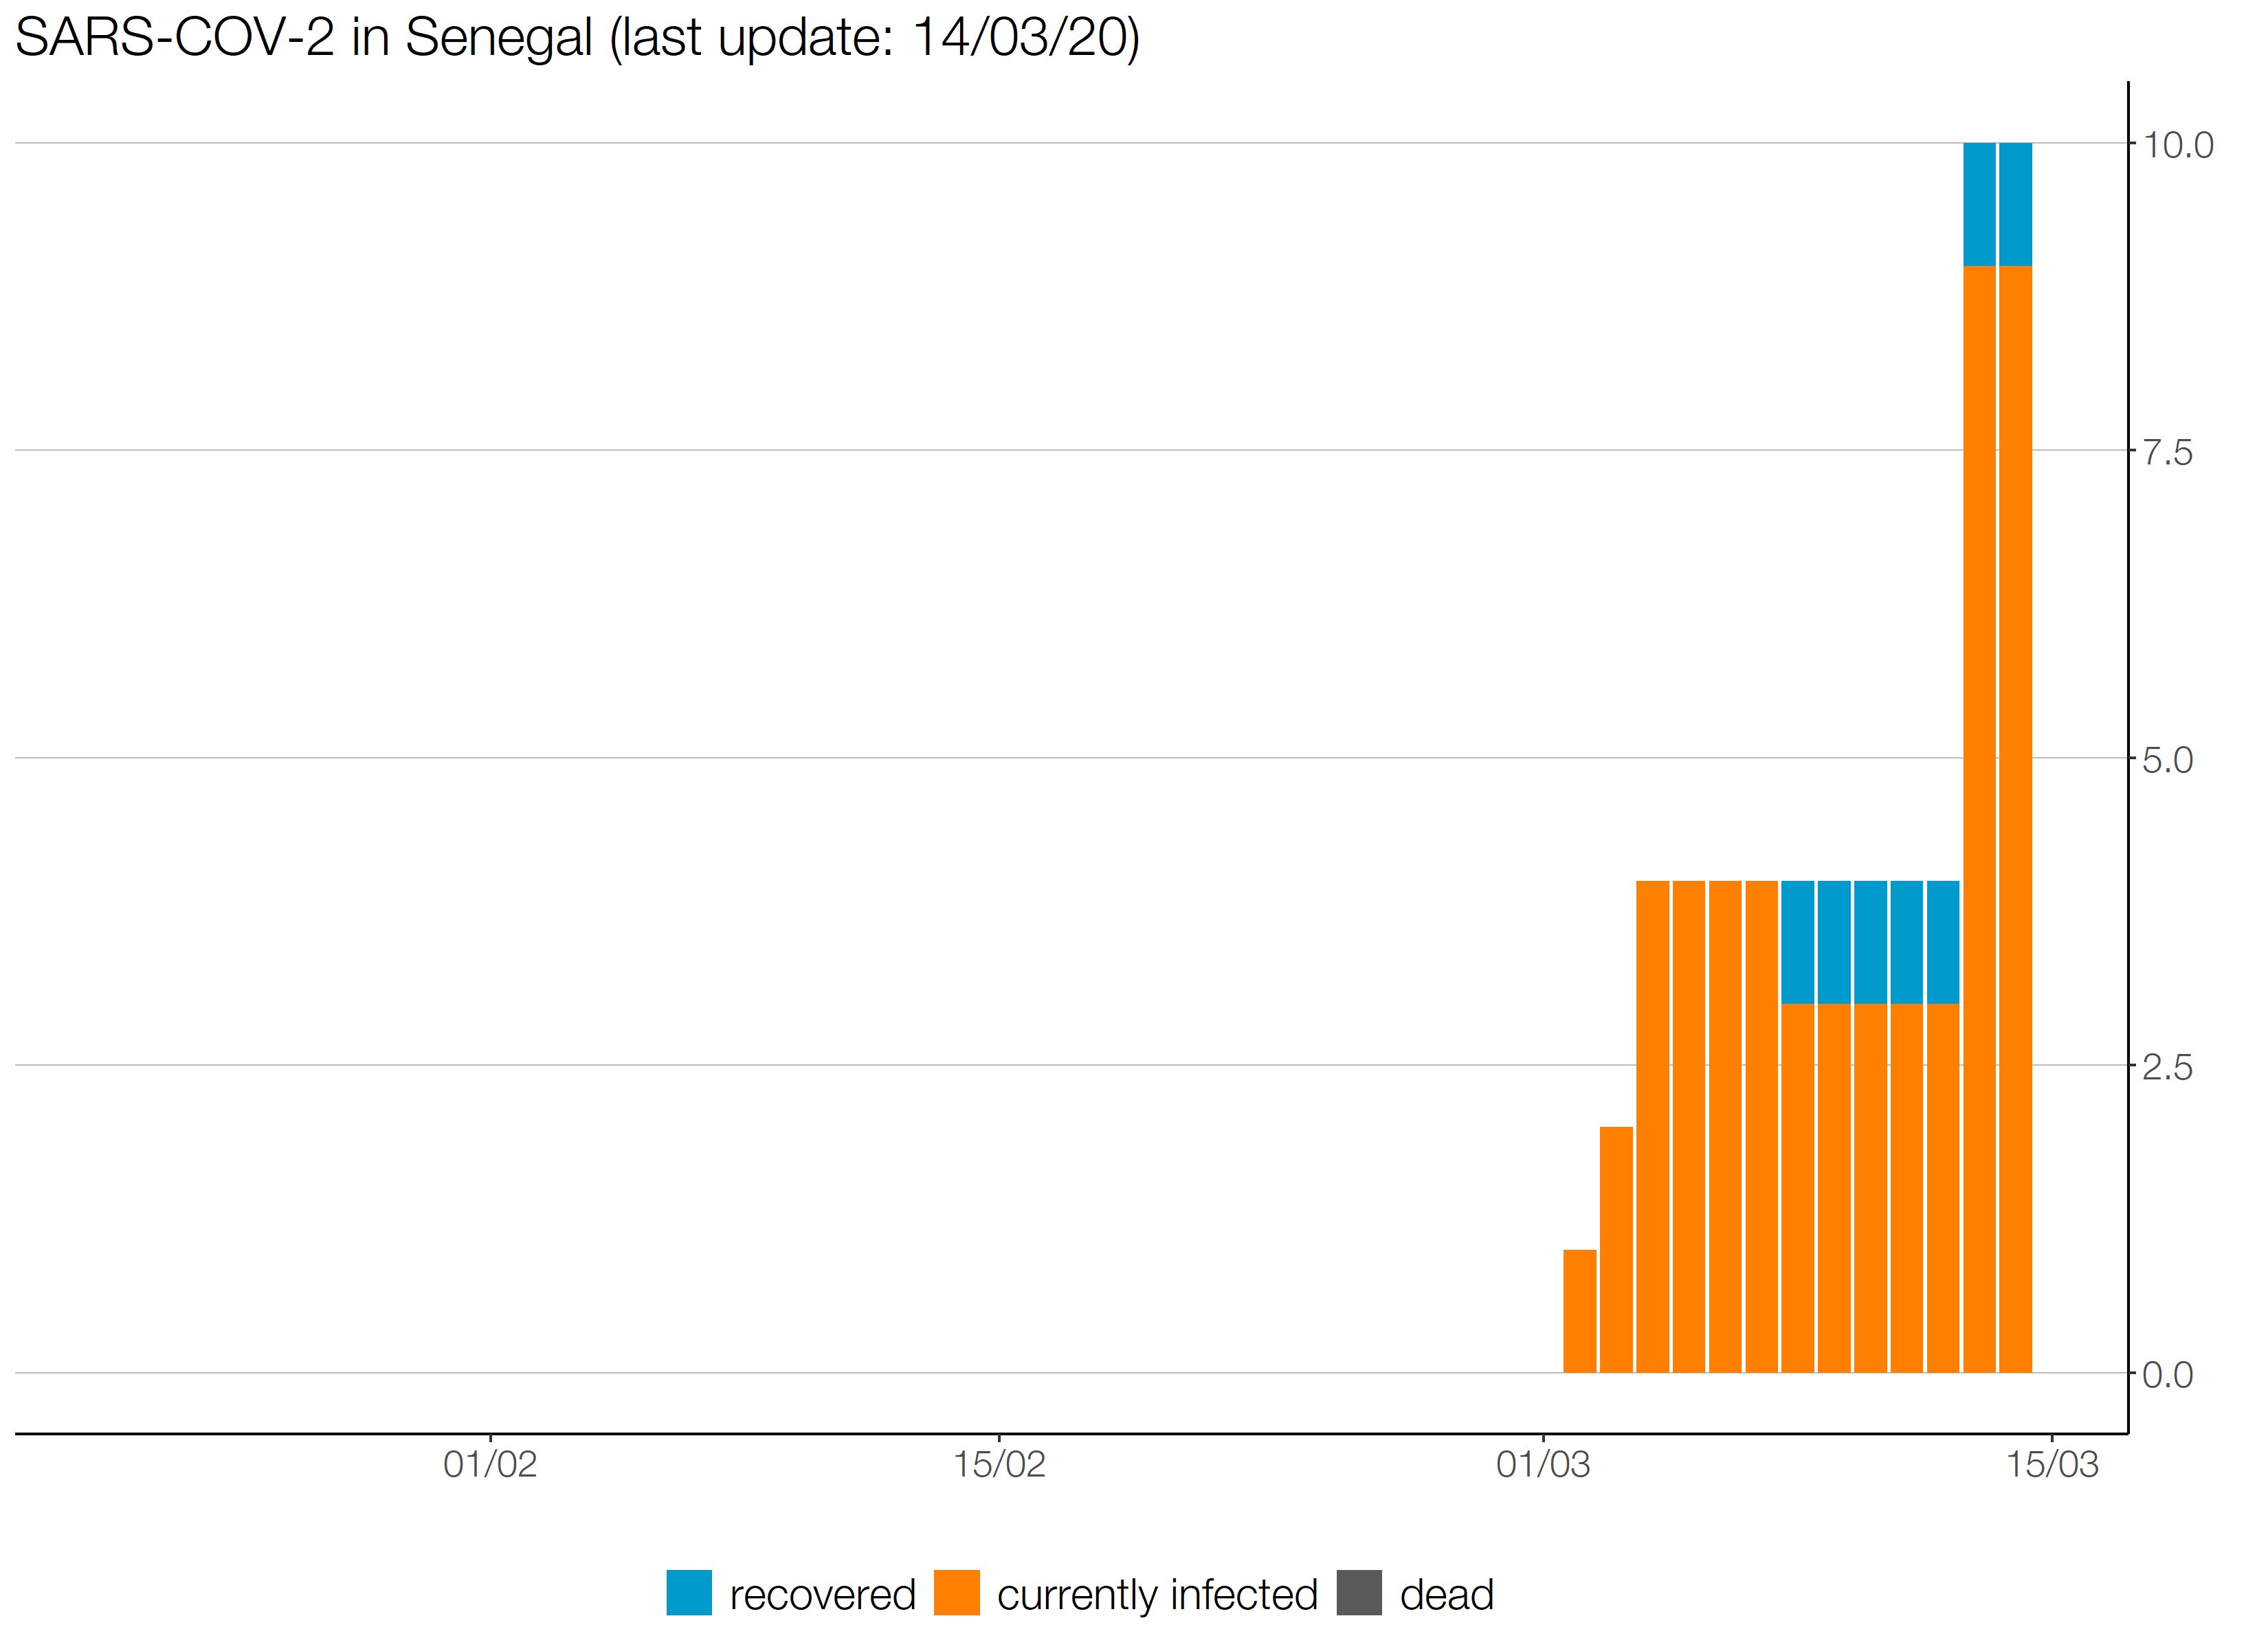 SARS-COV-2 in Senegal (last update: 14/03/20)
10.0
7.5
5.0
2.5
0.0
01/02 15/02 01/03 15/03
recovered currently infected dead